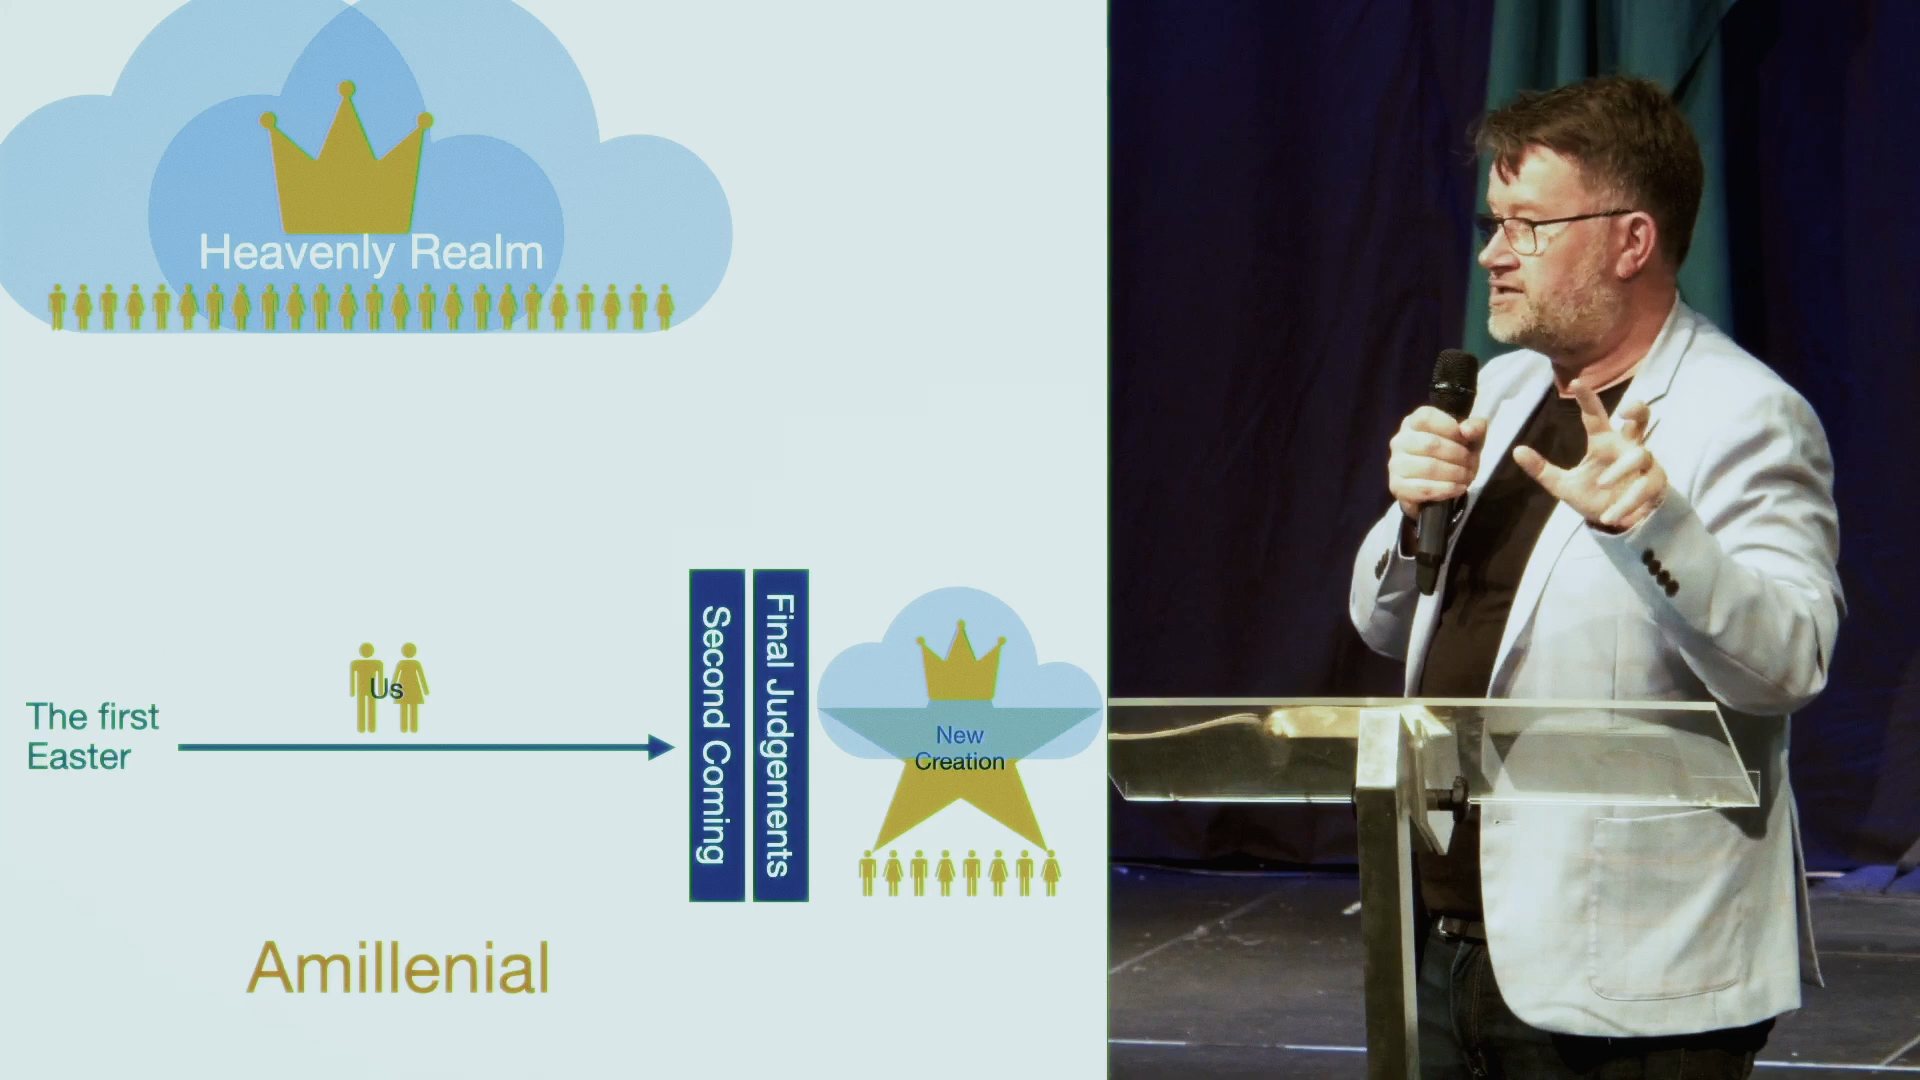 Heavenly Realm
Us
The first
Easter
Second Coming
Final Judgements
New
Creation
Amillenial